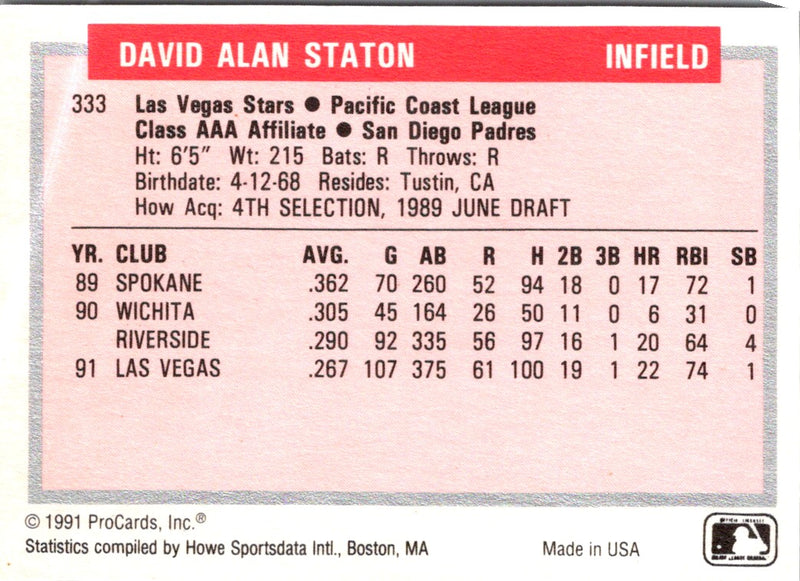 DAVID ALAN STATON INFIELD
333 Las Vegas Stars ● Pacific Coast League
Class AAA Affiliate ● San Diego Padres
Ht: 6'5" Wt: 215 Bats: R Throws: R
Birthdate: 4-12-68 Resides: Tustin, CA
How Acq: 4TH SELECTION, 1989 JUNE DRAFT
YR. CLUB AVG. G AB R H 2B 3B HR RBI SB
89 SPOKANE .362 70 260 52 94 18 0 17 72 1
90 WICHITA .305 45 164 26 50 11 0 6 31 0
RIVERSIDE .290 92 335 56 97 16 1 20 64 4
91 LAS VEGAS .267 107 375 61 100 19 1 22 74 1
© 1991 ProCards, Inc.®
Statistics compiled by Howe Sportsdata Intl., Boston, MA Made in USA